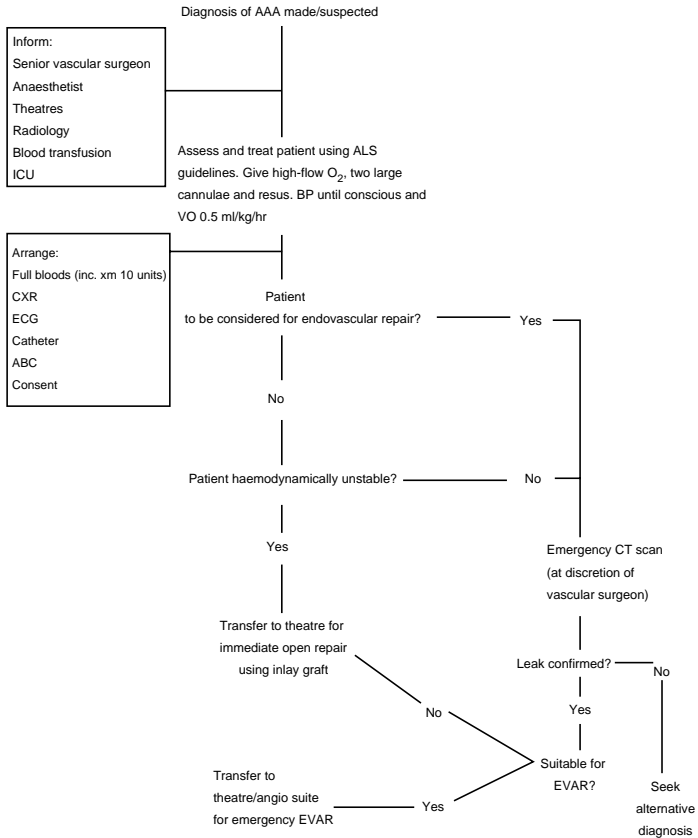 Diagnosis of AAA made/suspected
Inform:
Senior vascular surgeon
Anaesthetist
Theatres
Radiology
Blood transfusion
ICU
Assess and treat patient using ALS
guidelines. Give high-flow O2, two large
cannulae and resus. BP until conscious and
VO 0.5 ml/kg/hr
Arrange:
Full bloods (inc. xm 10 units)
CXR
ECG
Catheter
ABC
Consent
Patient
to be considered for endovascular repair?
Yes
No
Patient haemodynamically unstable?
No
Yes
Emergency CT scan
(at discretion of
vascular surgeon)
Transfer to theatre for
immediate open repair
using inlay graft
Leak confirmed?
No
Yes
No
Suitable for
EVAR?
Transfer to
theatre/angio suite
for emergency EVAR
Yes
Seek
alternative
diagnosis